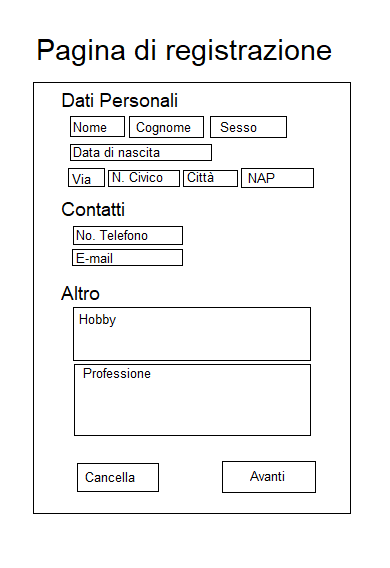 Pagina di registrazione
Dati Personali
Nome Cognome Sesso
Data di nascita
Via N. Civico Città NAP
Contatti
No. Telefono
E-mail
Altro
Hobby
Professione
Cancella Avanti